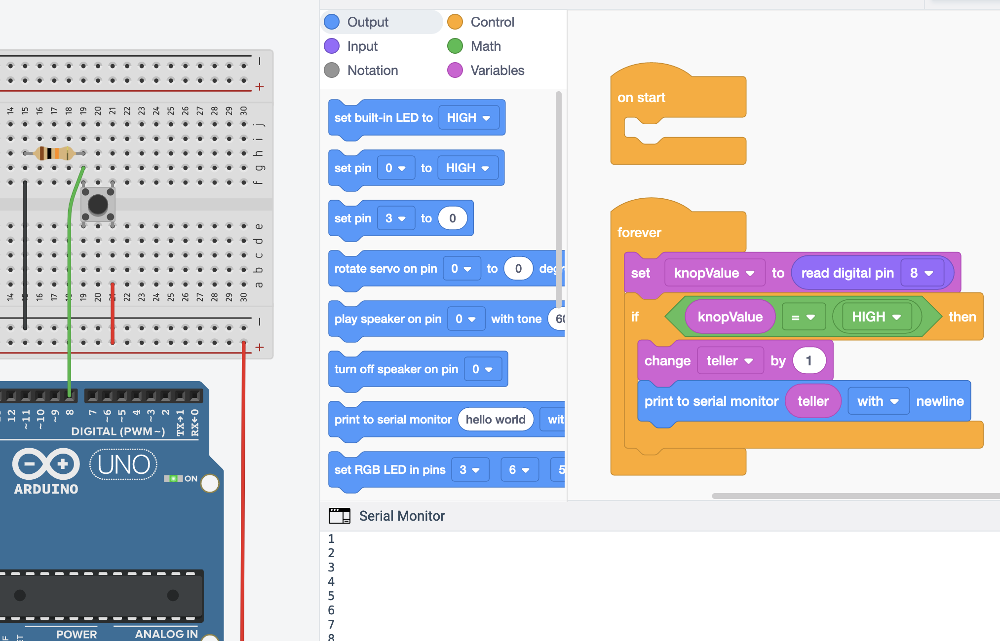 Output
Control
Input
Math
Notation
Variables
−
+
14 15 16 17 18 19 20 21 22 23 24 25 26 27 28 29 30
j
i
h
g
f
e
d
c
b
a
14 15 16 17 18 19 20 21 22 23 24 25 26 27 28 29 30
−
+
12 ~11 ~10 ~9 8 7 ~6 ~5 4 ~3 2 TX→1 RX←0
DIGITAL (PWM~)
UNO
ON
ARDUINO
POWER
ANALOG IN
set built-in LED to HIGH
set pin 0 to HIGH
set pin 3 to 0
rotate servo on pin 0 to 0 degr
play speaker on pin 0 with tone 60
turn off speaker on pin 0
print to serial monitor hello world wit
set RGB LED in pins 3 6 5
on start
forever
set knopValue to read digital pin 8
if knopValue = HIGH then
change teller by 1
print to serial monitor teller with newline
Serial Monitor
1
2
3
4
5
6
7
8